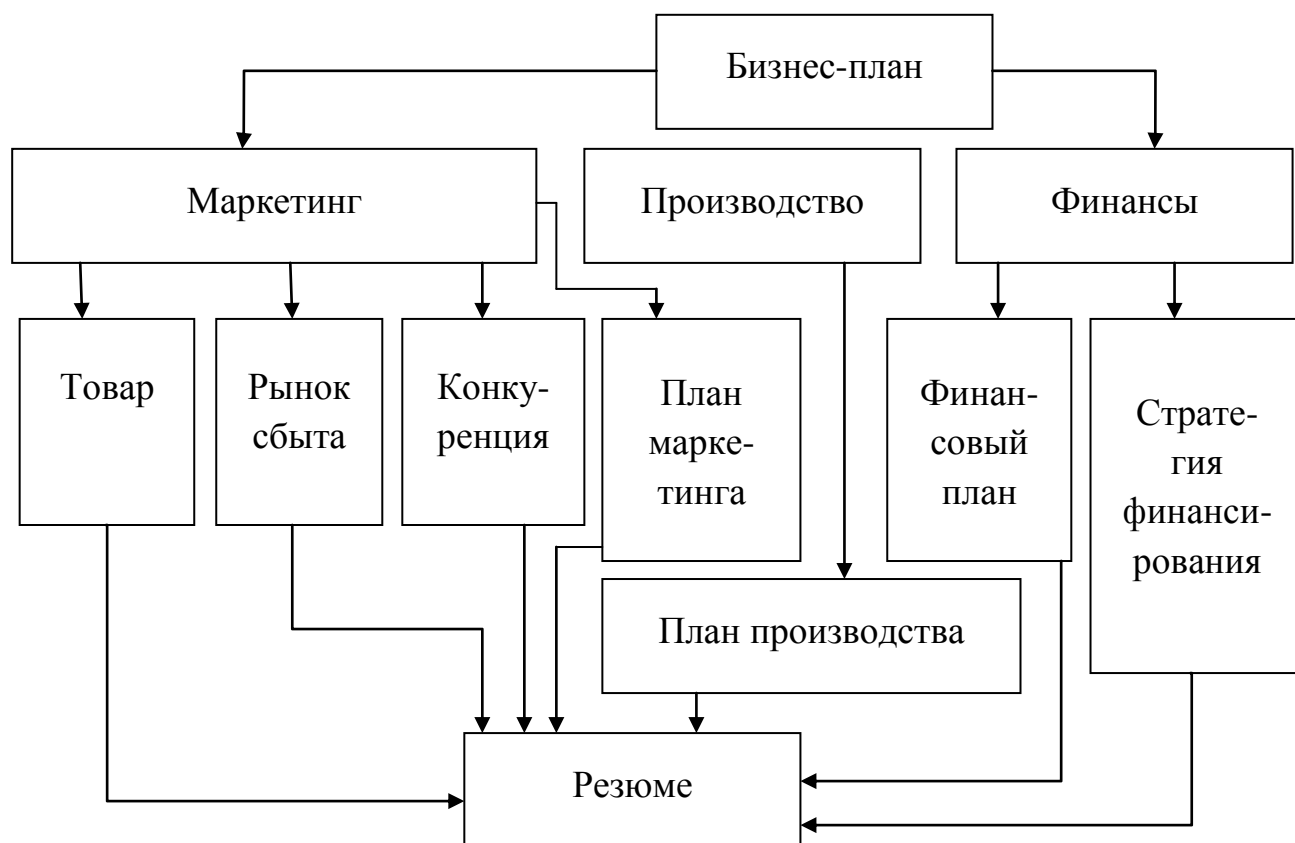 Бизнес-план
Маркетинг
Производство
Финансы
Товар
Рынок
сбыта
Конку-
ренция
План
марке-
тинга
Финан-
совый
план
Страте-
гия
финанси-
рования
План производства
Резюме